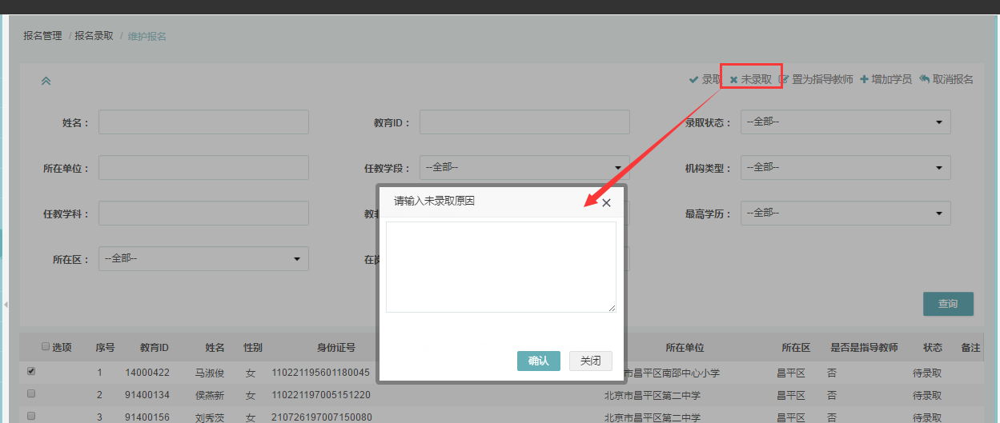 报名管理 / 报名录取 / 维护报名
录取 未录取 置为指导教师 增加学员 取消报名
姓名： 教育ID： 录取状态： --全部--
所在单位： 任教学段： --全部-- 机构类型： --全部--
请输入未录取原因
任教学科： 最高学历： --全部--
所在区： --全部-- 在岗
查询
确认 关闭
选项 序号 教育ID 姓名 性别 身份证号 所在单位 所在区 是否是指导教师 状态 备注
1 14000422 马淑俊 女 110221195601180045 市昌平区南邵中心小学 昌平区 否 待录取
2 91400134 侯燕新 女 110221197005151220 北京市昌平区第二中学 昌平区 否 待录取
3 91400156 刘秀茨 女 210726197007150080 北京市昌平区第二中学 昌平区 否 待录取